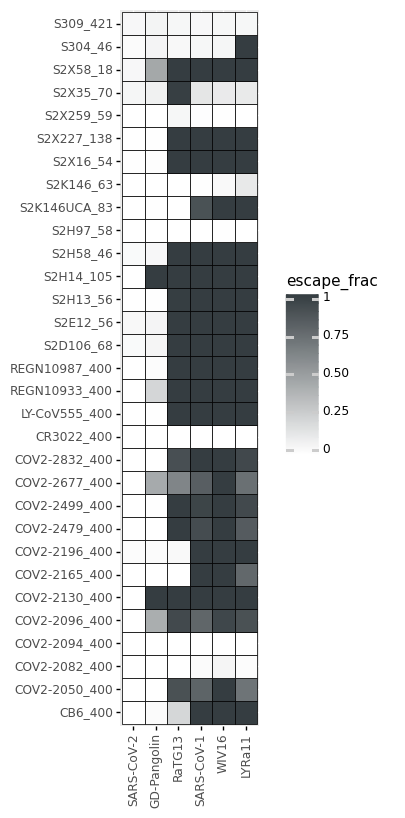 S309_421
S304_46
S2X58_18
S2X35_70
S2X259_59
S2X227_138
S2X16_54
S2K146_63
S2K146UCA_83
S2H97_58
S2H58_46
S2H14_105
S2H13_56
S2E12_56
S2D106_68
REGN10987_400
REGN10933_400
LY-CoV555_400
CR3022_400
COV2-2832_400
COV2-2677_400
COV2-2499_400
COV2-2479_400
COV2-2196_400
COV2-2165_400
COV2-2130_400
COV2-2096_400
COV2-2094_400
COV2-2082_400
COV2-2050_400
CB6_400
SARS-CoV-2
GD-Pangolin
RaTG13
SARS-CoV-1
WIV16
LYRa11
escape_frac
1
0.75
0.50
0.25
0